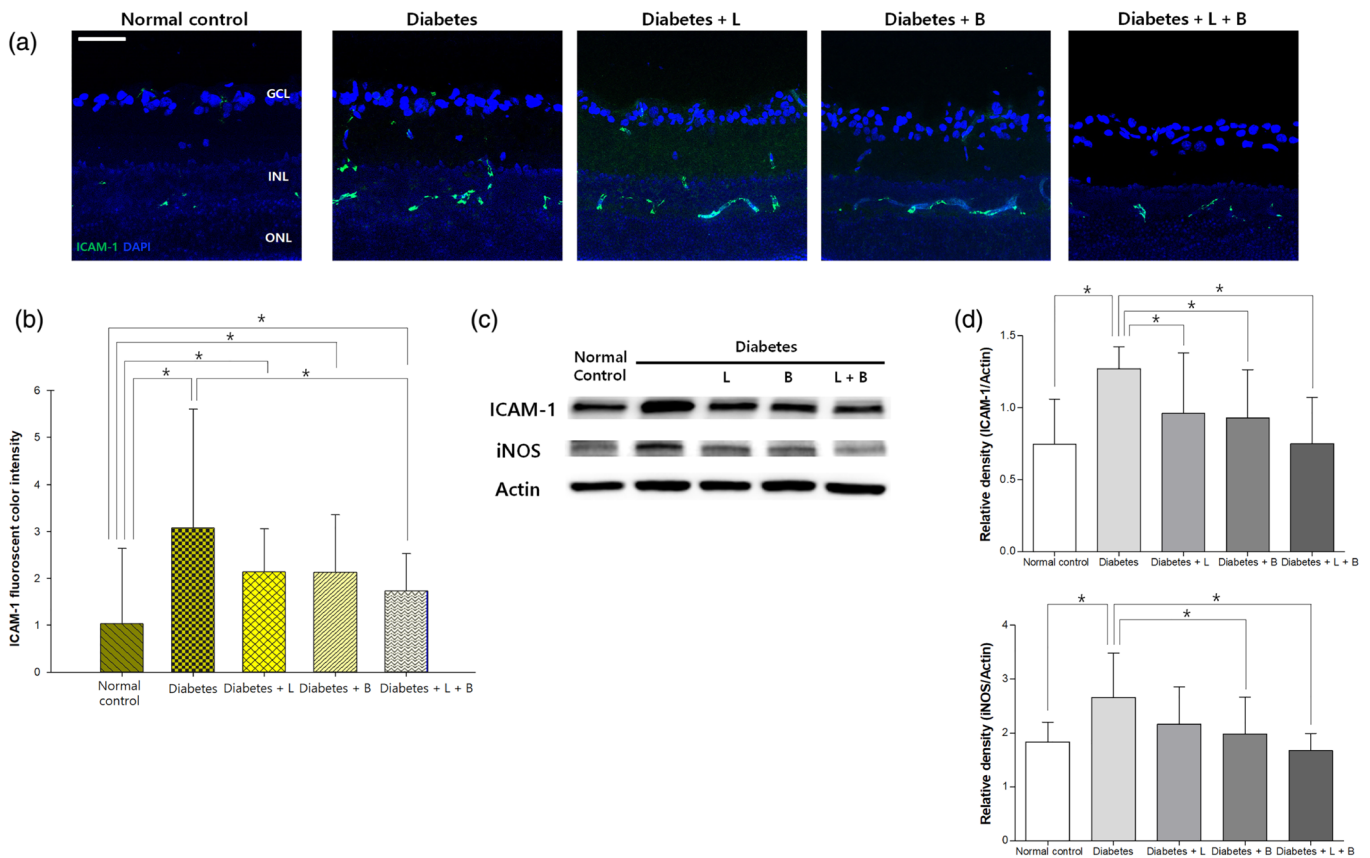 Normal control
Diabetes
Diabetes + L
Diabetes + B
Diabetes + L + B
(a)
GCL
INL
ONL
ICAM-1 DAPI
(b)
*
*
*
*
*
ICAM-1 fluoroscent color intensity
6
5
4
3
2
1
0
Normal control
Diabetes
Diabetes + L
Diabetes + B
Diabetes + L + B
(c)
Normal Control
Diabetes
L
B
L + B
ICAM-1
iNOS
Actin
(d)
*
*
*
*
Relative density (ICAM-1/Actin)
1.5
1.0
0.5
0.0
Normal control
Diabetes
Diabetes + L
Diabetes + B
Diabetes + L + B
*
*
*
Relative density (iNOS/Actin)
4
3
2
1
0
Normal control
Diabetes
Diabetes + L
Diabetes + B
Diabetes + L + B